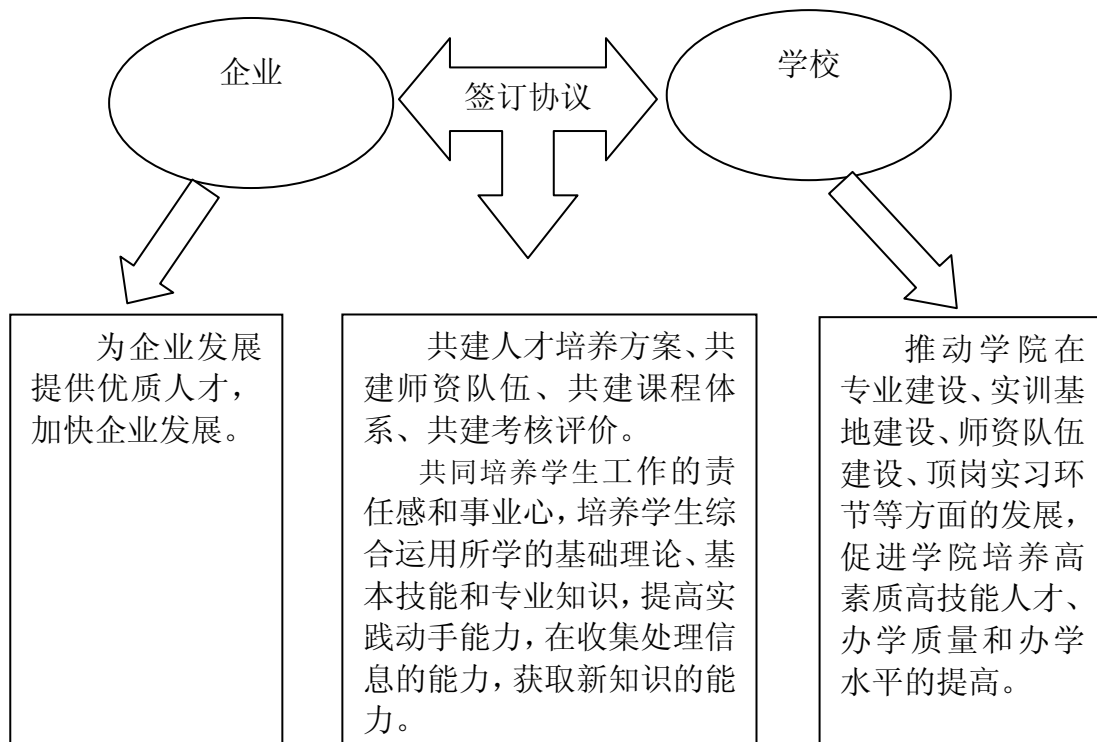 企业
签订协议
学校
为企业发展
提供优质人才，
加快企业发展。
共建人才培养方案、共
建师资队伍、共建课程体
系、共建考核评价。
共同培养学生工作的责
任感和事业心，培养学生综
合运用所学的基础理论、基
本技能和专业知识，提高实
践动手能力，在收集处理信
息的能力，获取新知识的能
力。
推动学院在
专业建设、实训基
地建设、师资队伍
建设、顶岗实习环
节等方面的发展，
促进学院培养高
素质高技能人才、
办学质量和办学
水平的提高。